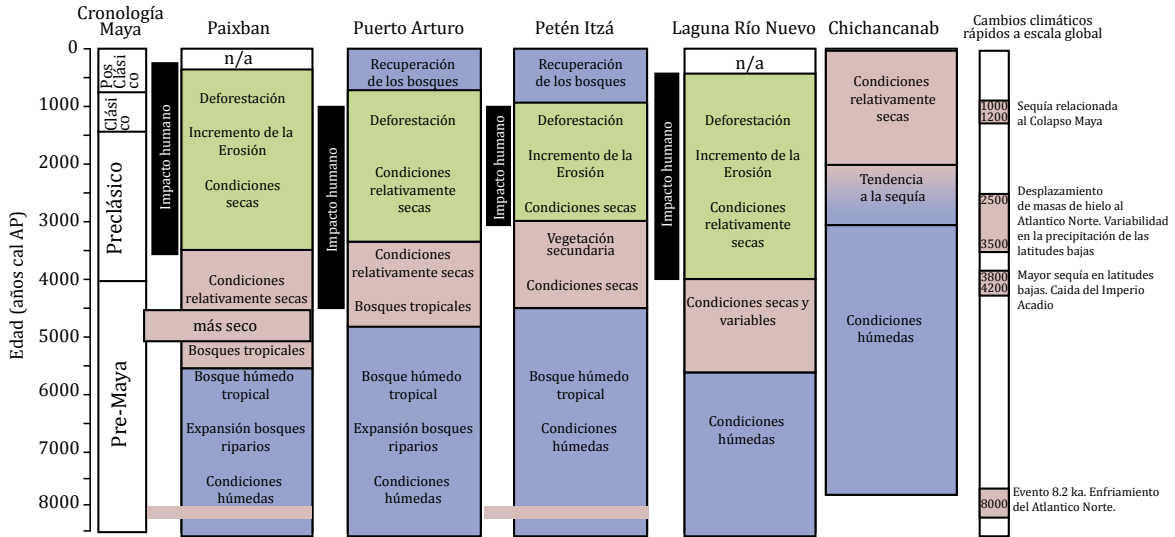 Cronología
Maya
Paixban
Puerto Arturo
Petén Itzá
Laguna Río Nuevo
Chichancanab
Cambios climáticos
rápidos a escala global
Edad (años cal AP)
0
1000
2000
3000
4000
5000
6000
7000
8000
Pos
Clási
co
Clási
co
Preclásico
Pre-Maya
Impacto humano
n/a
Deforestación
Incremento de la
Erosión
Condiciones
secas
Condiciones
relativamente secas
más seco
Bosques tropicales
Bosque húmedo
tropical
Expansión bosques
riparios
Condiciones
húmedas
Impacto humano
Recuperación
de los bosques
Deforestación
Condiciones
relativamente
secas
Condiciones
relativamente secas
Bosques tropicales
Bosque húmedo
tropical
Expansión bosques
riparios
Condiciones
húmedas
Impacto humano
Recuperación
de los bosques
Deforestación
Incremento de la
Erosión
Condiciones secas
Vegetación
secundaria
Condiciones secas
Bosque húmedo
tropical
Condiciones
húmedas
Impacto humano
n/a
Deforestación
Incremento de la
Erosión
Condiciones
relativamente
secas
Condiciones secas y
variables
Condiciones
húmedas
Condiciones
relativamente
secas
Tendencia
a la sequía
Condiciones
húmedas
1000
1200
Sequía relacionada
al Colapso Maya
2500
3500
Desplazamiento
de masas de hielo al
Atlantico Norte. Variabilidad
en la precipitación de las
latitudes bajas
3800
4200
Mayor sequía en latitudes
bajas. Caida del Imperio
Acadio
8000
Evento 8.2 ka. Enfriamiento
del Atlantico Norte.